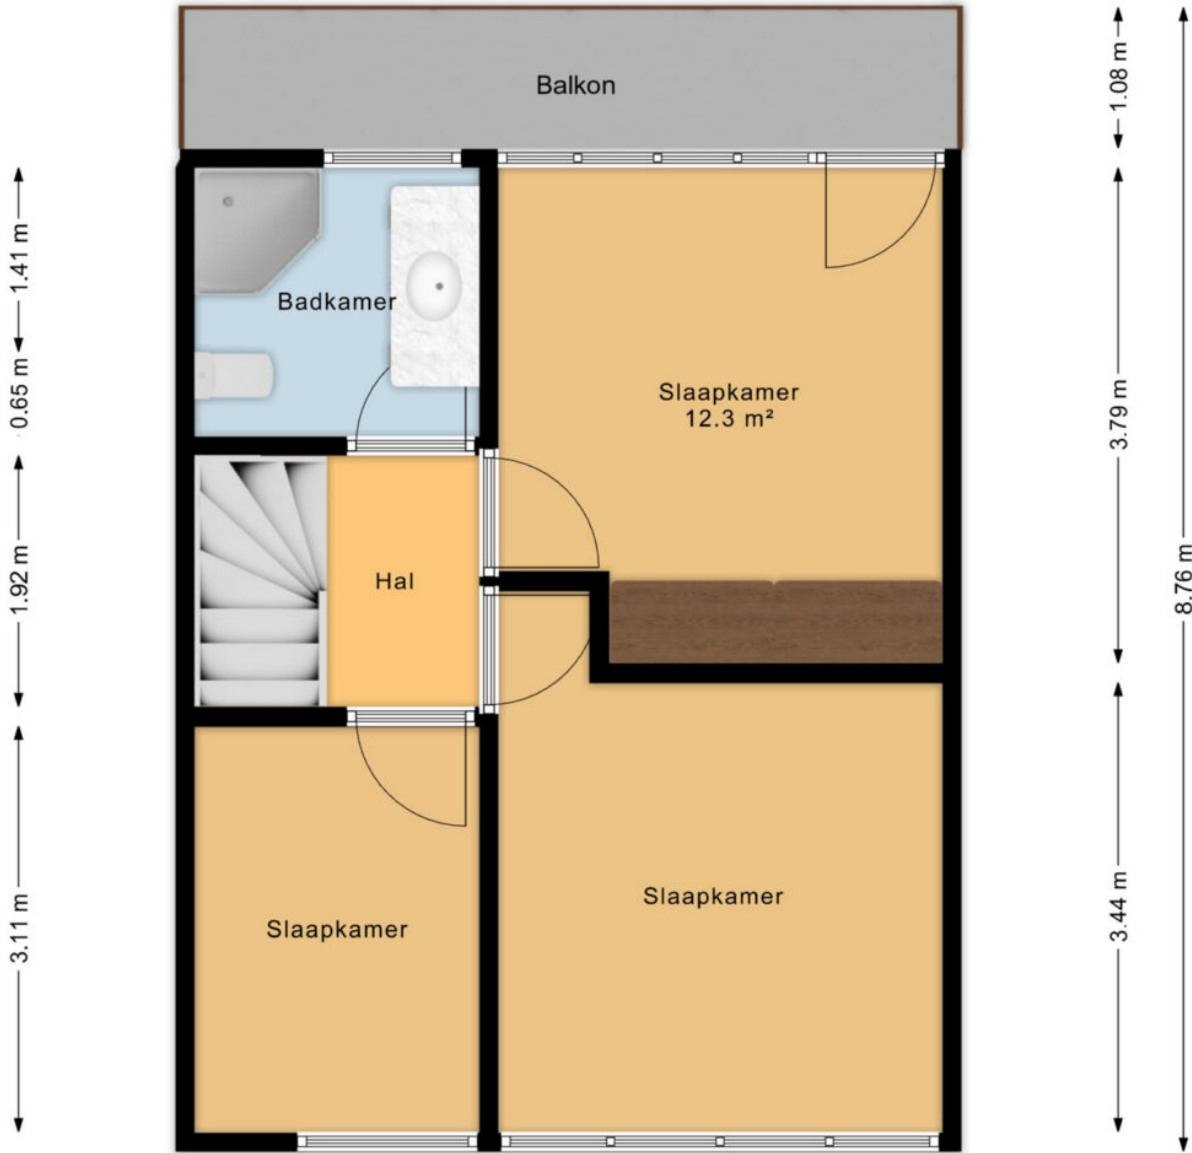 Balkon
1.08 m
8.76 m
1.41 m
Badkamer
0.65 m
Slaapkamer
12.3 m²
3.79 m
1.92 m
Hal
3.11 m
Slaapkamer
Slaapkamer
3.44 m